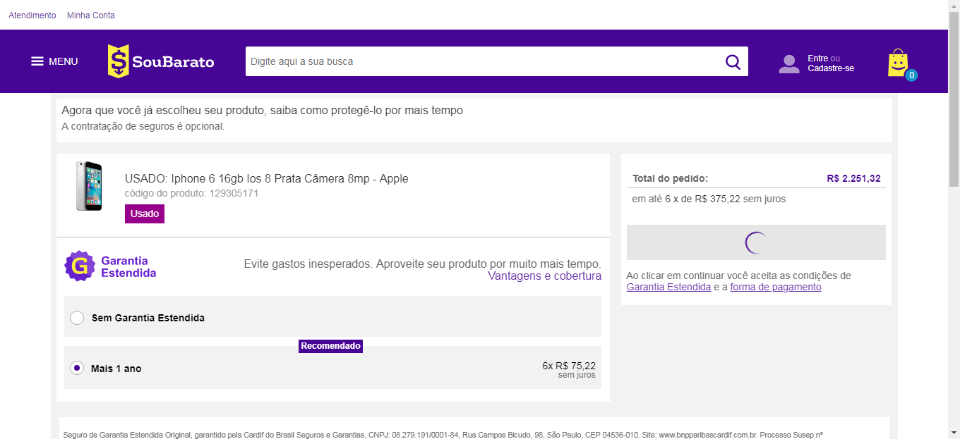 Atendimento Minha Conta
MENU
SouBarato
Digite aqui a sua busca
Entre ou
Cadastre-se
0
Agora que você já escolheu seu produto, saiba como protegê-lo por mais tempo
A contratação de seguros é opcional.
USADO: Iphone 6 16gb Ios 8 Prata Câmera 8mp - Apple
código do produto: 129305171
Usado
Total do pedido: R$ 2.251,32
em até 6 x de R$ 375,22 sem juros
Ao clicar em continuar você aceita as condições de
Garantia Estendida e a forma de pagamento
G
Garantia
Estendida
Evite gastos inesperados. Aproveite seu produto por muito mais tempo.
Vantagens e cobertura
Sem Garantia Estendida
Recomendado
Mais 1 ano
6x R$ 75,22
sem juros
Seguro de Garantia Estendida Original, garantido pela Cardif do Brasil Seguros e Garantias, CNPJ: 08.279.191/0001-84, Rua Campos Bicudo, 98, São Paulo, CEP 04536-010. Site: www.bnpparibascardif.com.br. Processo Susep nº